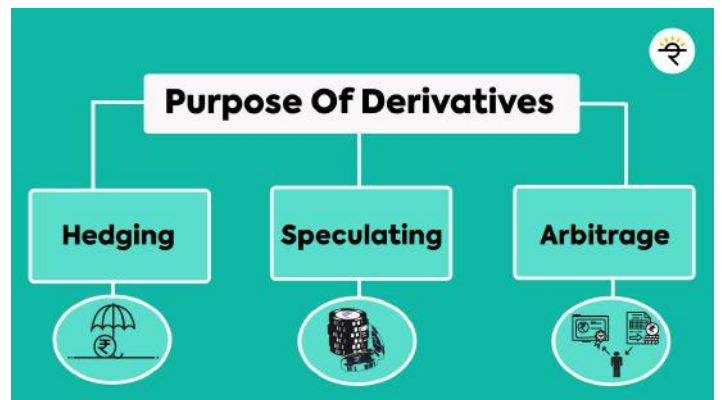 Purpose Of Derivatives
Hedging
Speculating
Arbitrage